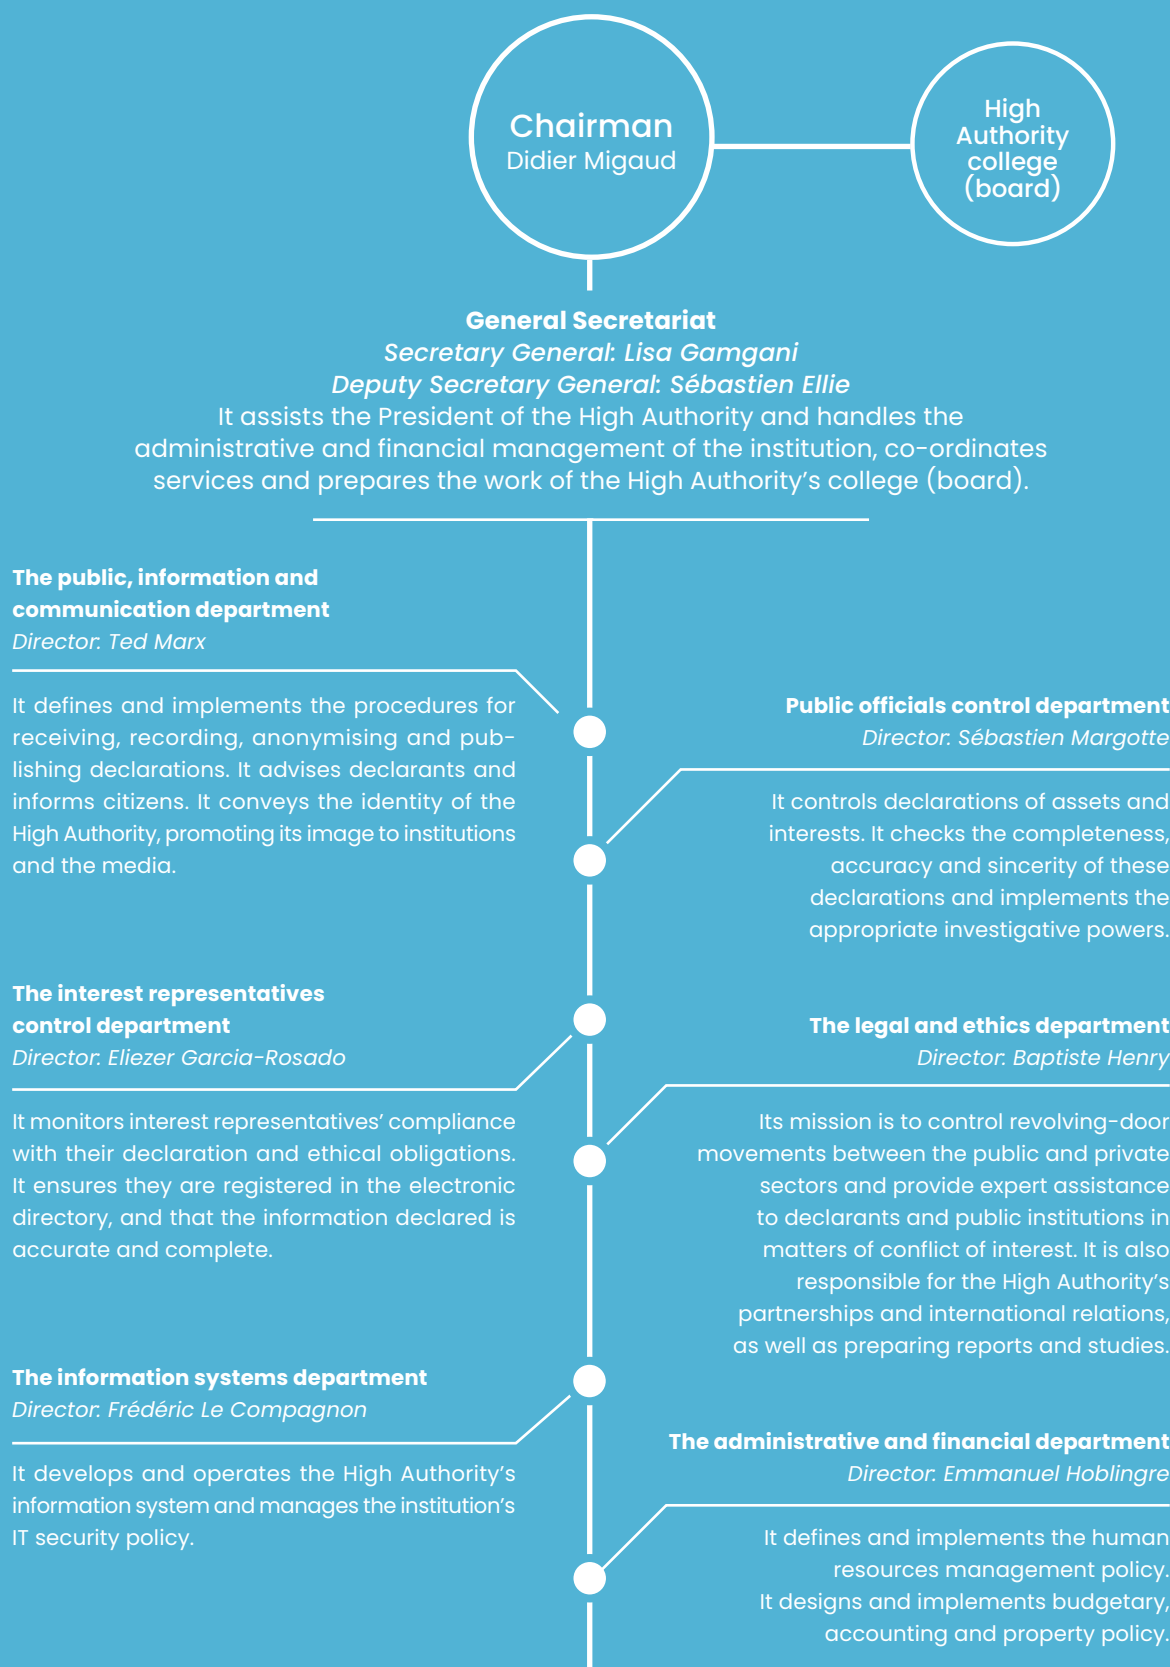 Chairman
Didier Migaud
High
Authority
college
(board)
General Secretariat
Secretary General: Lisa Gamgani
Deputy Secretary General: Sébastien Ellie
It assists the President of the High Authority and handles the
administrative and financial management of the institution, co-ordinates
services and prepares the work of the High Authority’s college (board).
The public, information and
communication department
Director: Ted Marx
It defines and implements the procedures for
receiving, recording, anonymising and pub-
lishing declarations. It advises declarants and
informs citizens. It conveys the identity of the
High Authority, promoting its image to institutions
and the media.
Public officials control department
Director: Sébastien Margotte
It controls declarations of assets and
interests. It checks the completeness,
accuracy and sincerity of these
declarations and implements the
appropriate investigative powers.
The interest representatives
control department
Director: Eliezer Garcia-Rosado
It monitors interest representatives’ compliance
with their declaration and ethical obligations.
It ensures they are registered in the electronic
directory, and that the information declared is
accurate and complete.
The legal and ethics department
Director: Baptiste Henry
Its mission is to control revolving-door
movements between the public and private
sectors and provide expert assistance
to declarants and public institutions in
matters of conflict of interest. It is also
responsible for the High Authority’s
partnerships and international relations,
as well as preparing reports and studies.
The information systems department
Director: Frédéric Le Compagnon
It develops and operates the High Authority’s
information system and manages the institution’s
IT security policy.
The administrative and financial department
Director: Emmanuel Hoblingre
It defines and implements the human
resources management policy.
It designs and implements budgetary,
accounting and property policy.